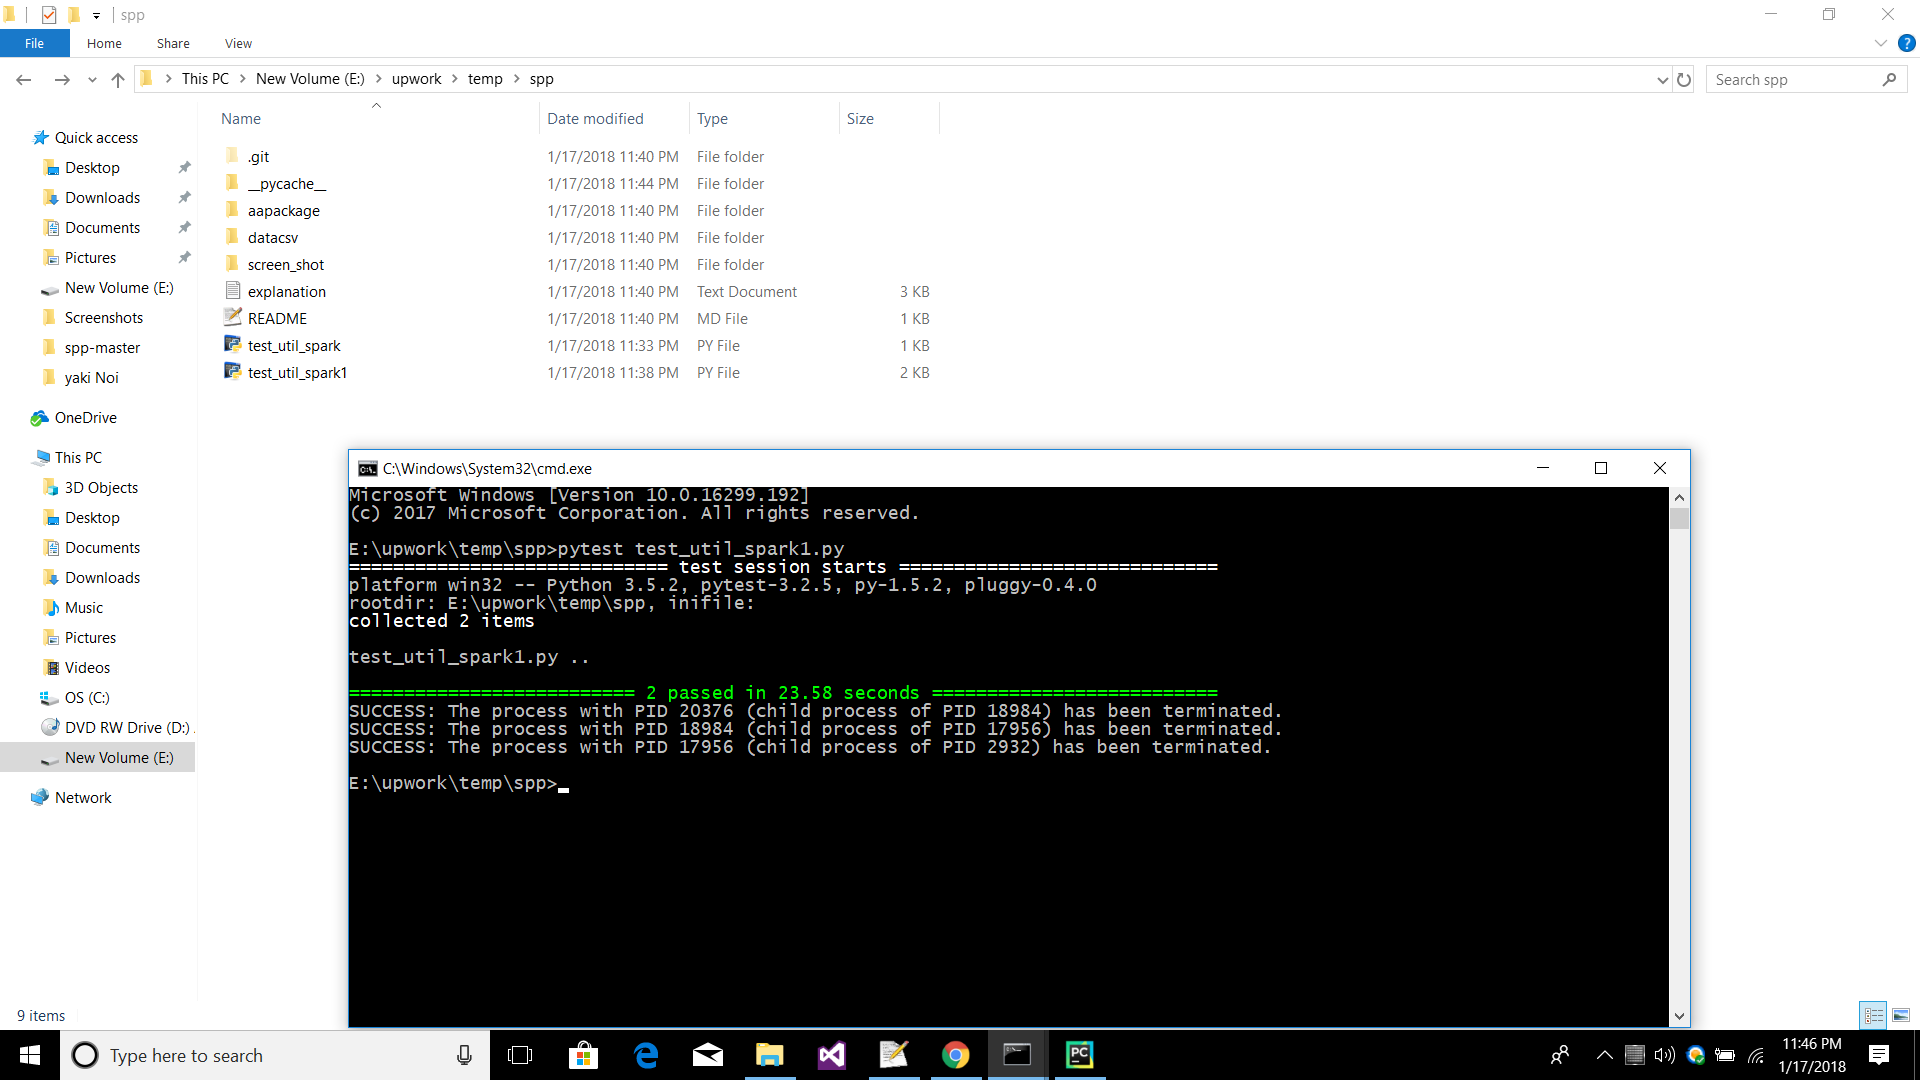 spp
File Home Share View
This PC New Volume (E:) upwork temp spp
Search spp
Name Date modified Type Size
Quick access
Desktop
Downloads
Documents
Pictures
New Volume (E:)
Screenshots
spp-master
yaki Noi
OneDrive
This PC
3D Objects
Desktop
Documents
Downloads
Music
Pictures
Videos
OS (C:)
DVD RW Drive (D:)
New Volume (E:)
Network
.git 1/17/2018 11:40 PM File folder
__pycache__ 1/17/2018 11:44 PM File folder
aapackage 1/17/2018 11:40 PM File folder
datacsv 1/17/2018 11:40 PM File folder
screen_shot 1/17/2018 11:40 PM File folder
explanation 1/17/2018 11:40 PM Text Document 3 KB
README 1/17/2018 11:40 PM MD File 1 KB
test_util_spark 1/17/2018 11:33 PM PY File 1 KB
test_util_spark1 1/17/2018 11:38 PM PY File 2 KB
C:\Windows\System32\cmd.exe
Microsoft Windows [Version 10.0.16299.192]
(c) 2017 Microsoft Corporation. All rights reserved.
E:\upwork\temp\spp>pytest test_util_spark1.py
============================= test session starts =============================
platform win32 -- Python 3.5.2, pytest-3.2.5, py-1.5.2, pluggy-0.4.0
rootdir: E:\upwork\temp\spp, inifile:
collected 2 items
test_util_spark1.py ..
========================== 2 passed in 23.58 seconds ==========================
SUCCESS: The process with PID 20376 (child process of PID 18984) has been terminated.
SUCCESS: The process with PID 18984 (child process of PID 17956) has been terminated.
SUCCESS: The process with PID 17956 (child process of PID 2932) has been terminated.
E:\upwork\temp\spp>
9 items
Type here to search
11:46 PM
1/17/2018